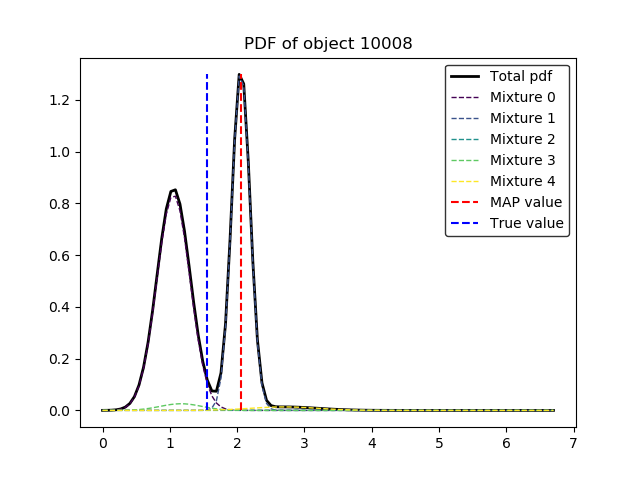 PDF of object 10008
Total pdf
Mixture 0
Mixture 1
Mixture 2
Mixture 3
Mixture 4
MAP value
True value
1.2
1.0
0.8
0.6
0.4
0.2
0.0
0 1 2 3 4 5 6 7